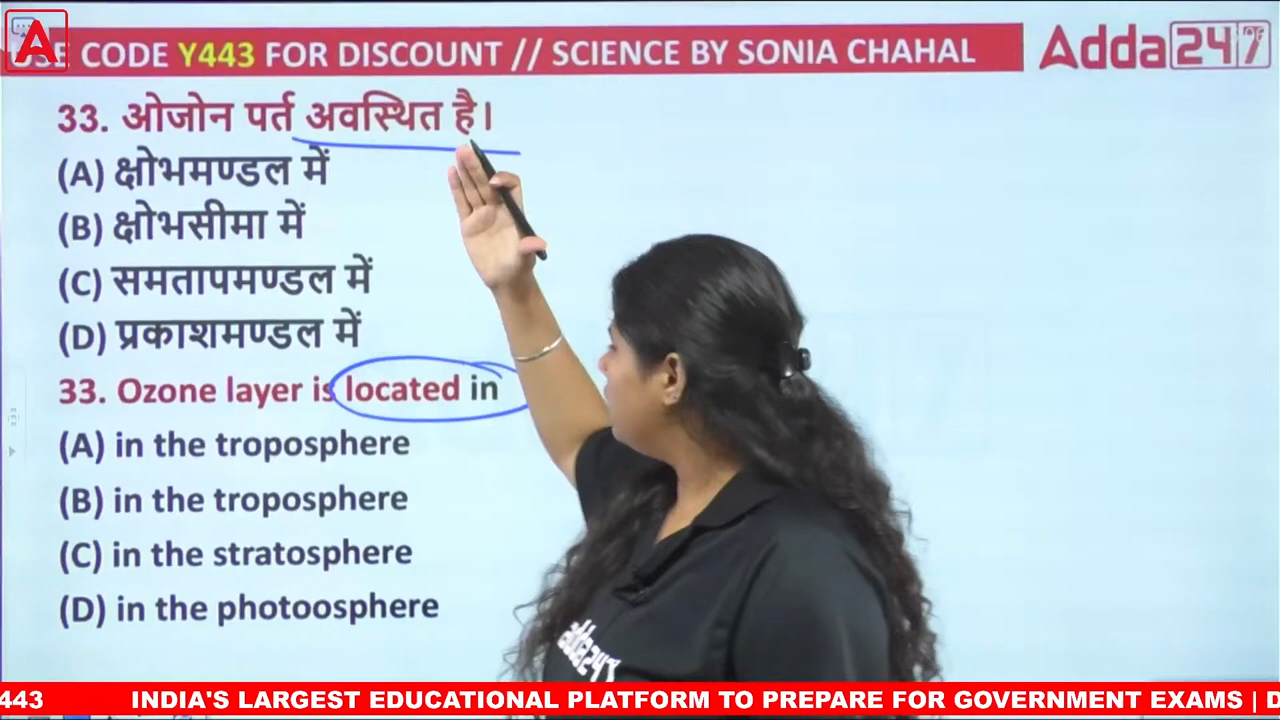 A
SE CODE Y443 FOR DISCOUNT // SCIENCE BY SONIA CHAHAL
Adda247
33. ओजोन पर्त अवस्थित है।
(A) क्षोभमण्डल में
(B) क्षोभसीमा में
(C) समतापमण्डल में
(D) प्रकाशमण्डल में
33. Ozone layer is located in
(A) in the troposphere
(B) in the troposphere
(C) in the stratosphere
(D) in the photoosphere
adda247
443 INDIA'S LARGEST EDUCATIONAL PLATFORM TO PREPARE FOR GOVERNMENT EXAMS | D